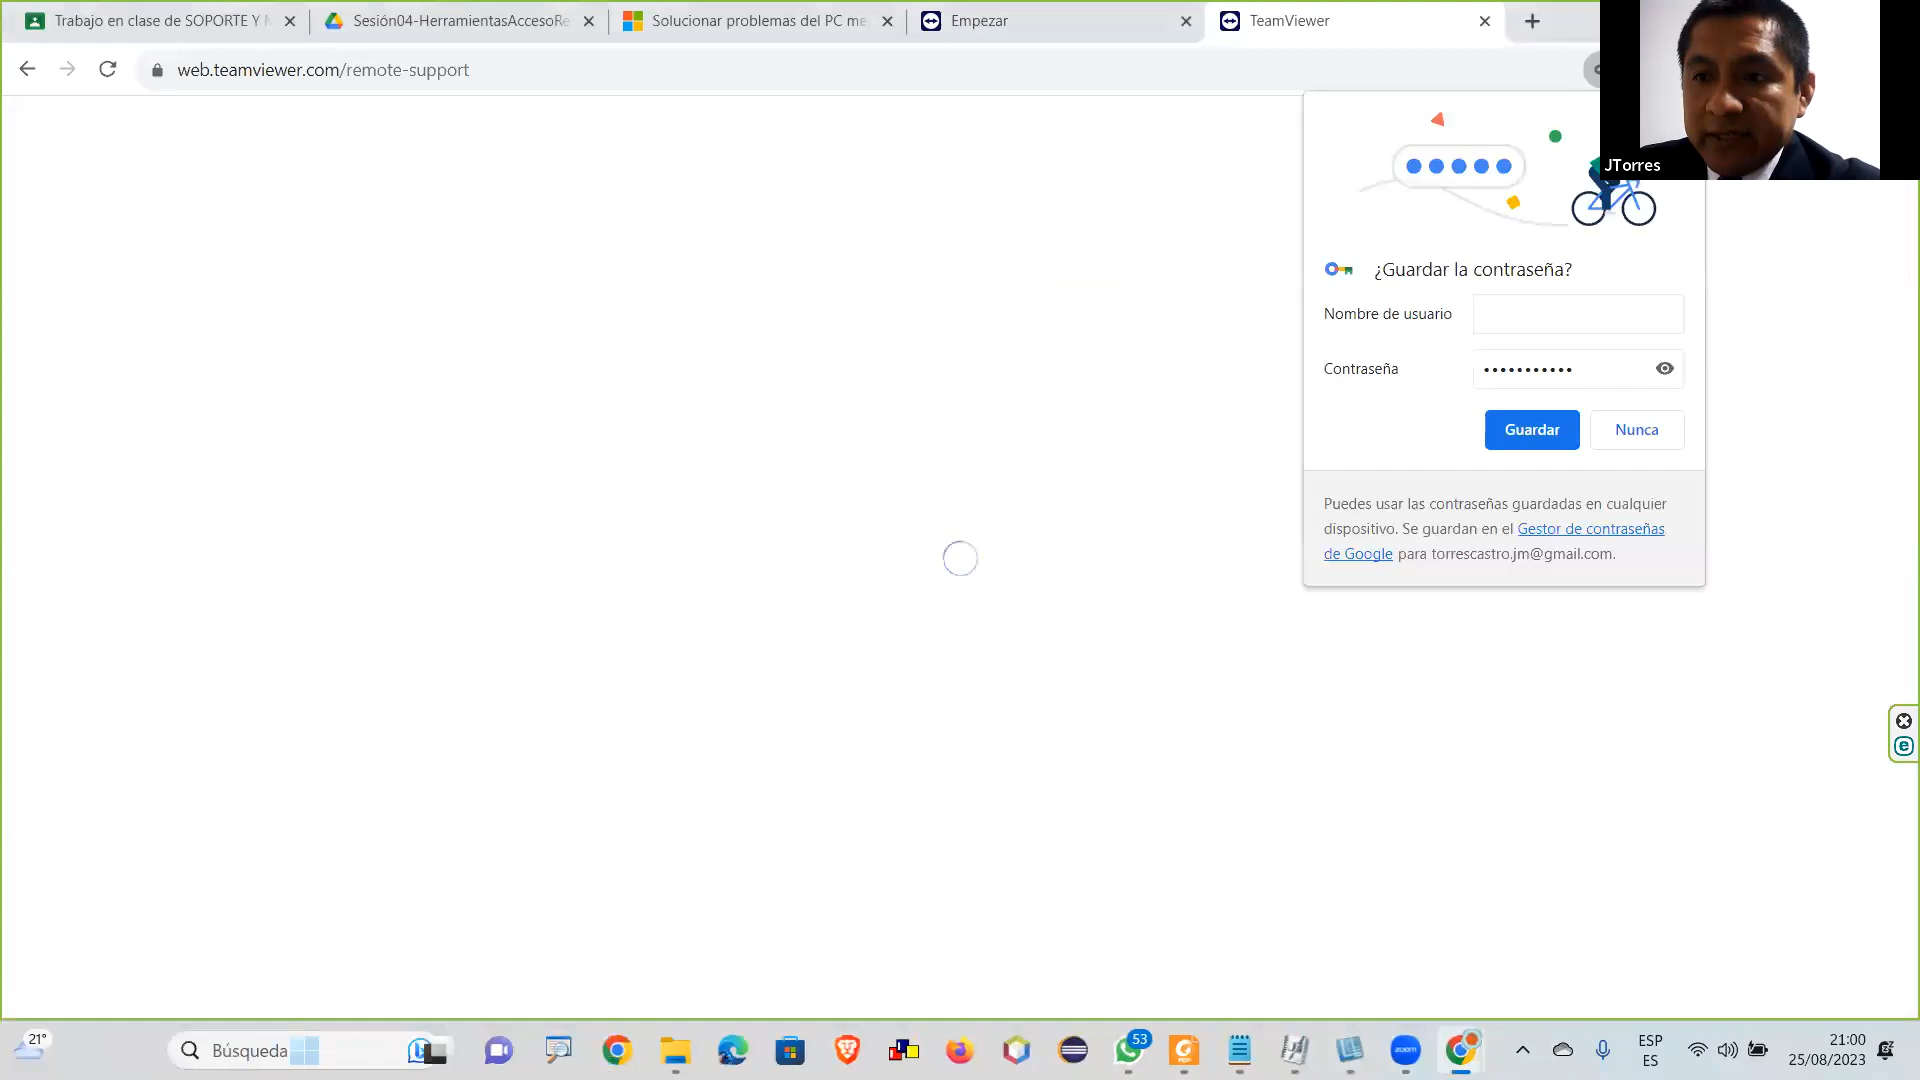 Trabajo en clase de SOPORTE Y
Sesión04-HerramientasAccesoRe
Solucionar problemas del PC me
Empezar
TeamViewer
web.teamviewer.com/remote-support
JTorres
¿Guardar la contraseña?
Nombre de usuario
Contraseña
Guardar
Nunca
Puedes usar las contraseñas guardadas en cualquier
dispositivo. Se guardan en el Gestor de contraseñas
de Google para torrescastro.jm@gmail.com.
21°
Búsqueda
53
zoom
ESP
ES
21:00
25/08/2023